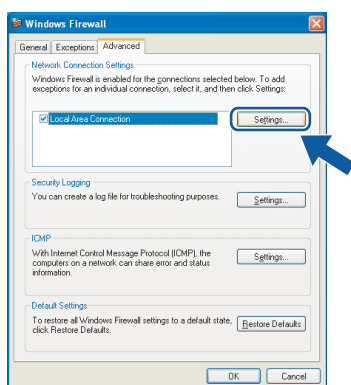 Windows Firewall
General Exceptions Advanced
Network Connection Settings
Windows Firewall is enabled for the connections selected below. To add
exceptions for an individual connection, select it, and then click Settings:
Local Area Connection
Settings...
Security Logging
You can create a log file for troubleshooting purposes.
Settings...
ICMP
With Internet Control Message Protocol (ICMP), the
computers on a network can share error and status
information.
Settings...
Default Settings
To restore all Windows Firewall settings to a default state,
click Restore Defaults.
Restore Defaults
OK Cancel